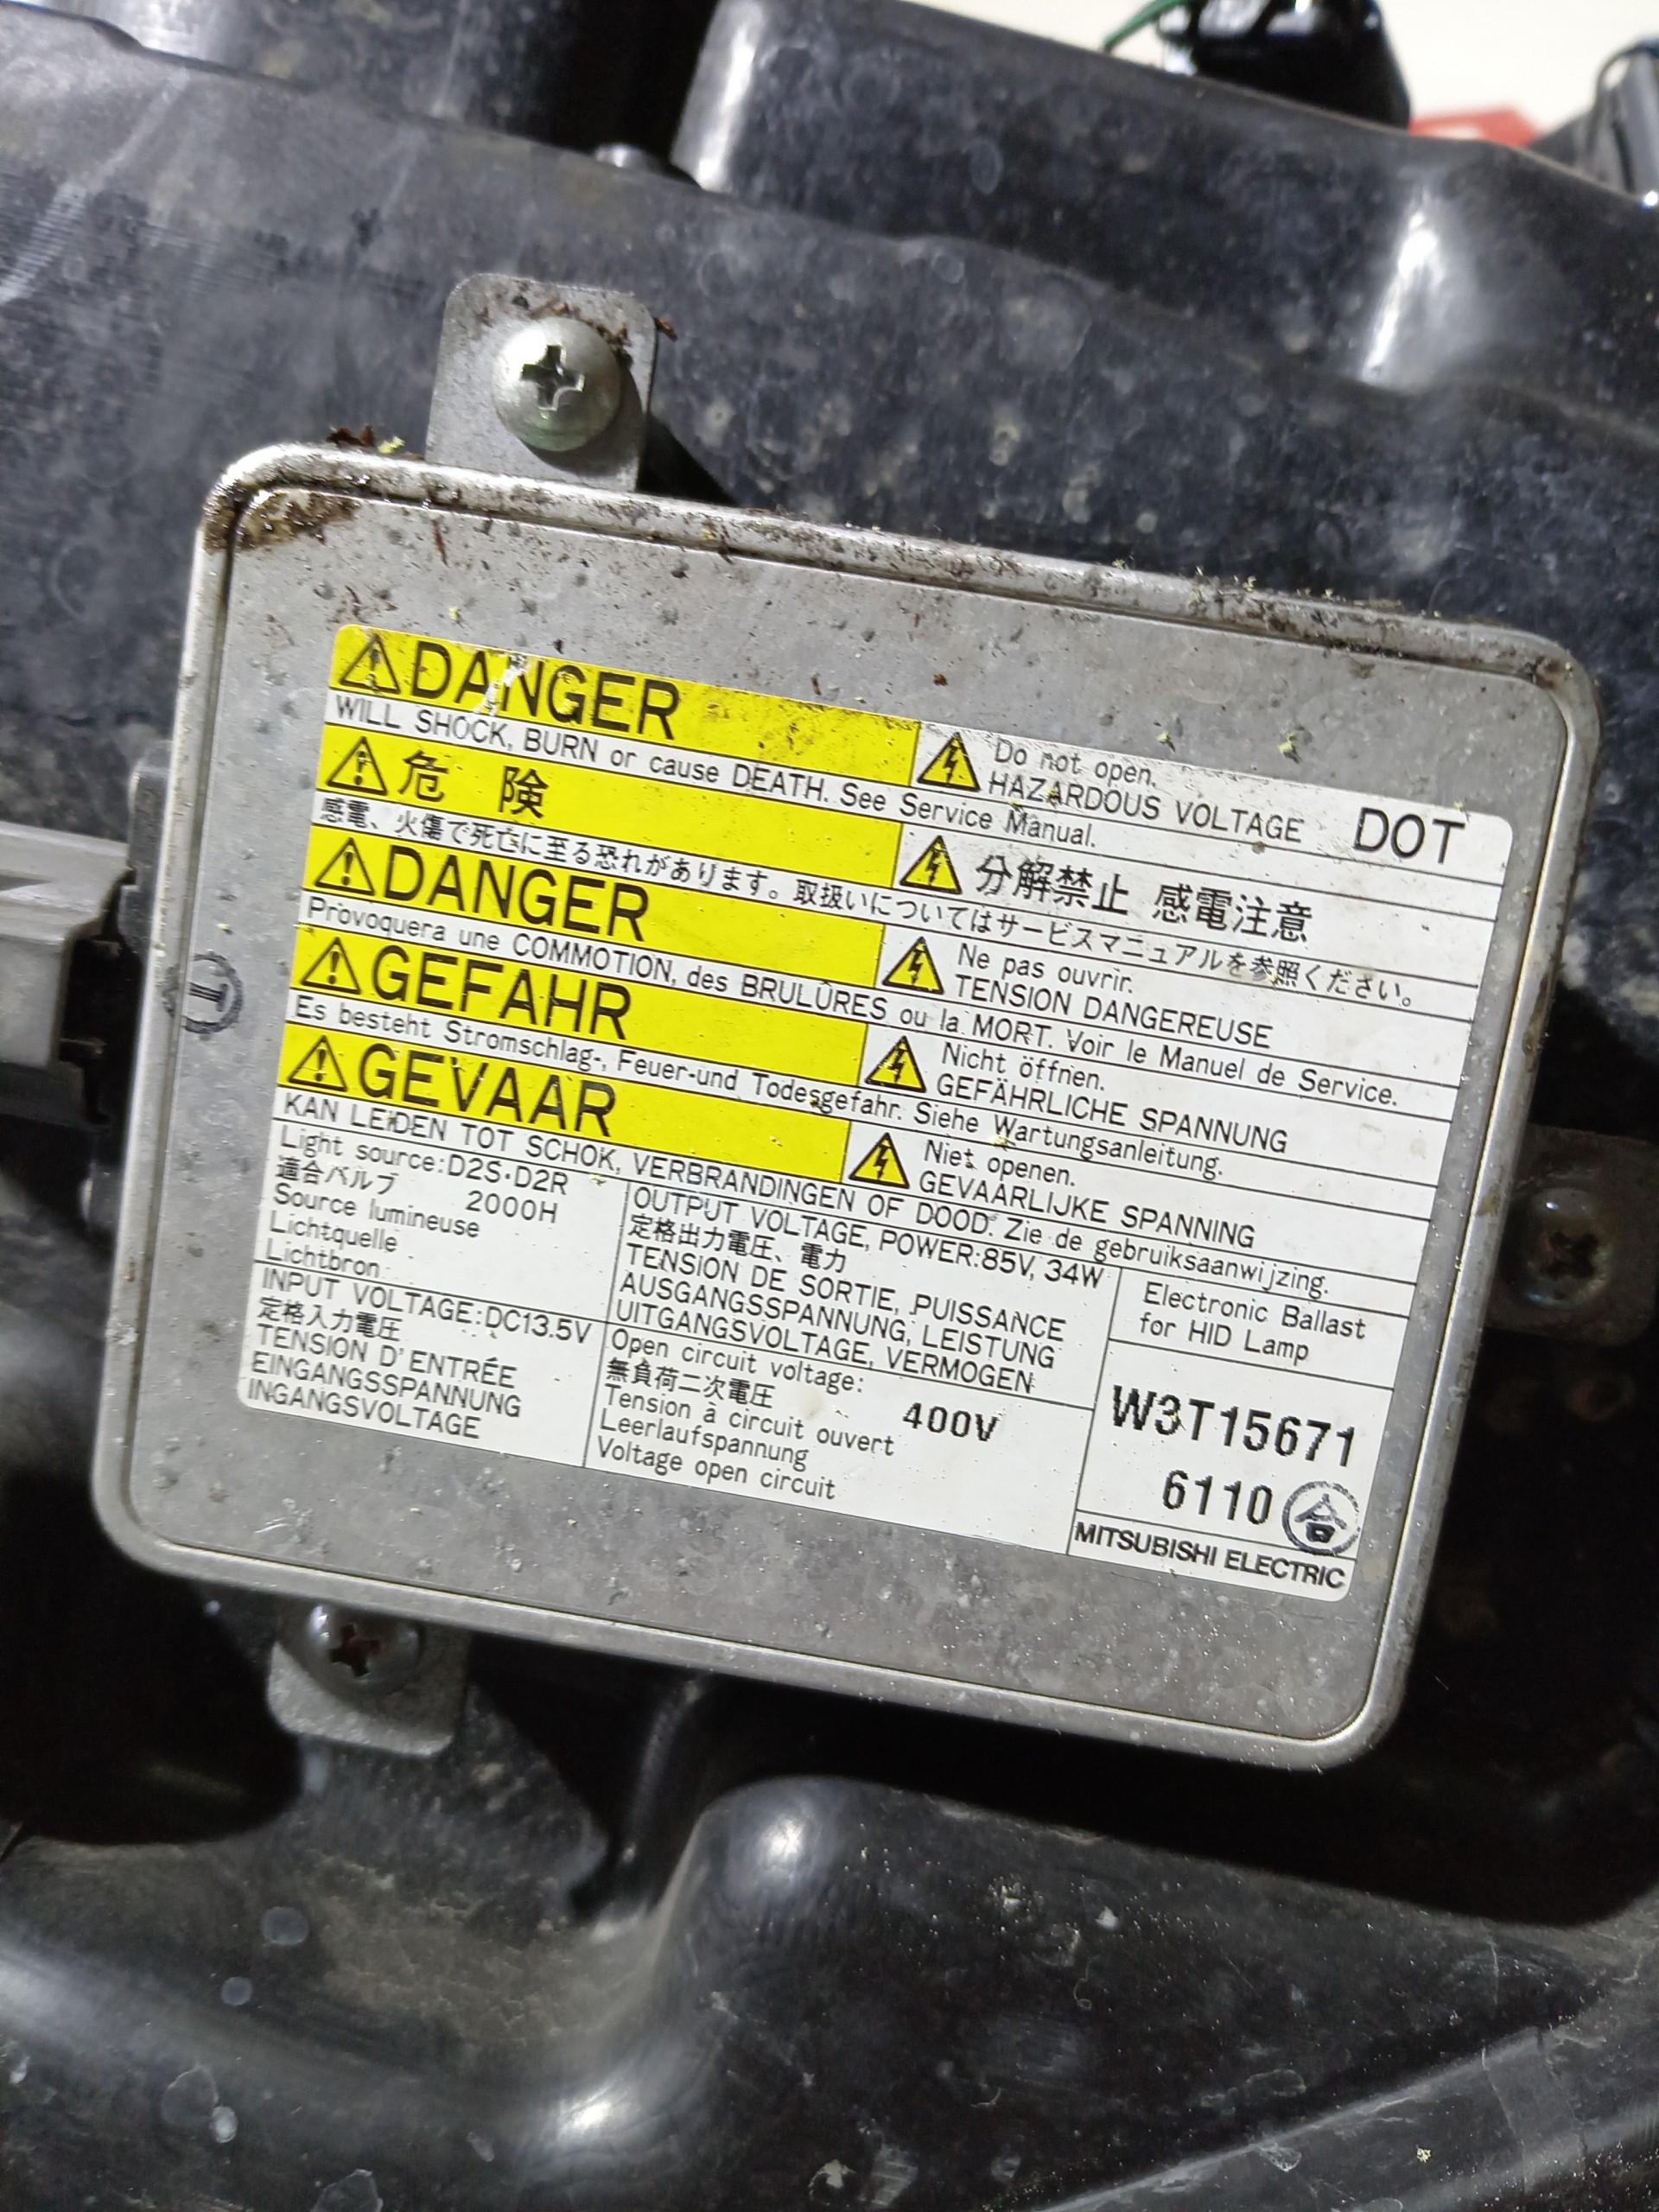 DANGER
Do not open.
HAZARDOUS VOLTAGE DOT
WILL SHOCK, BURN or cause DEATH. See Service Manual.
危 険
分解禁止 感電注意
感電、火傷で死亡に至る恐れがあります。取扱いについてはサービスマニュアルを参照ください。
DANGER
Ne pas ouvrir.
TENSION DANGEREUSE
Provoquera une COMMOTION, des BRULÛRES ou la MORT. Voir le Manuel de Service.
GEFAHR
Nicht öffnen.
GEFÄHRLICHE SPANNUNG
Es besteht Stromschlag-, Feuer-und Todesgefahr. Siehe Wartungsanleitung.
GEVAAR
Niet openen.
GEVAARLIJKE SPANNING
KAN LEIDEN TOT SCHOK, VERBRANDINGEN OF DOOD. Zie de gebruiksaanwijzing.
Light source:D2S·D2R
適合バルブ 2000H
Source lumineuse
Lichtquelle
Lichtbron
INPUT VOLTAGE:DC13.5V
定格入力電圧
TENSION D'ENTRÉE
EINGANGSSPANNUNG
INGANGSVOLTAGE
OUTPUT VOLTAGE, POWER:85V, 34W
定格出力電圧、電力
TENSION DE SORTIE, PUISSANCE
AUSGANGSSPANNUNG, LEISTUNG
UITGANGSVOLTAGE, VERMOGEN
Open circuit voltage:
無負荷二次電圧 400V
Tension à circuit ouvert
Leerlaufspannung
Voltage open circuit
Electronic Ballast
for HID Lamp
W3T15671
6110 合
MITSUBISHI ELECTRIC
T